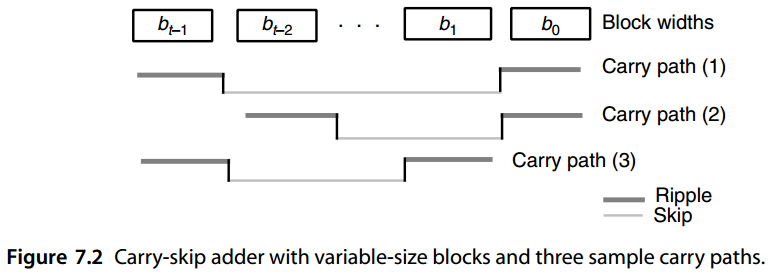 b_{t–1} b_{t–2} · · · b_1 b_0 Block widths
Carry path (1)
Carry path (2)
Carry path (3)
Ripple
Skip
Figure 7.2 Carry-skip adder with variable-size blocks and three sample carry paths.